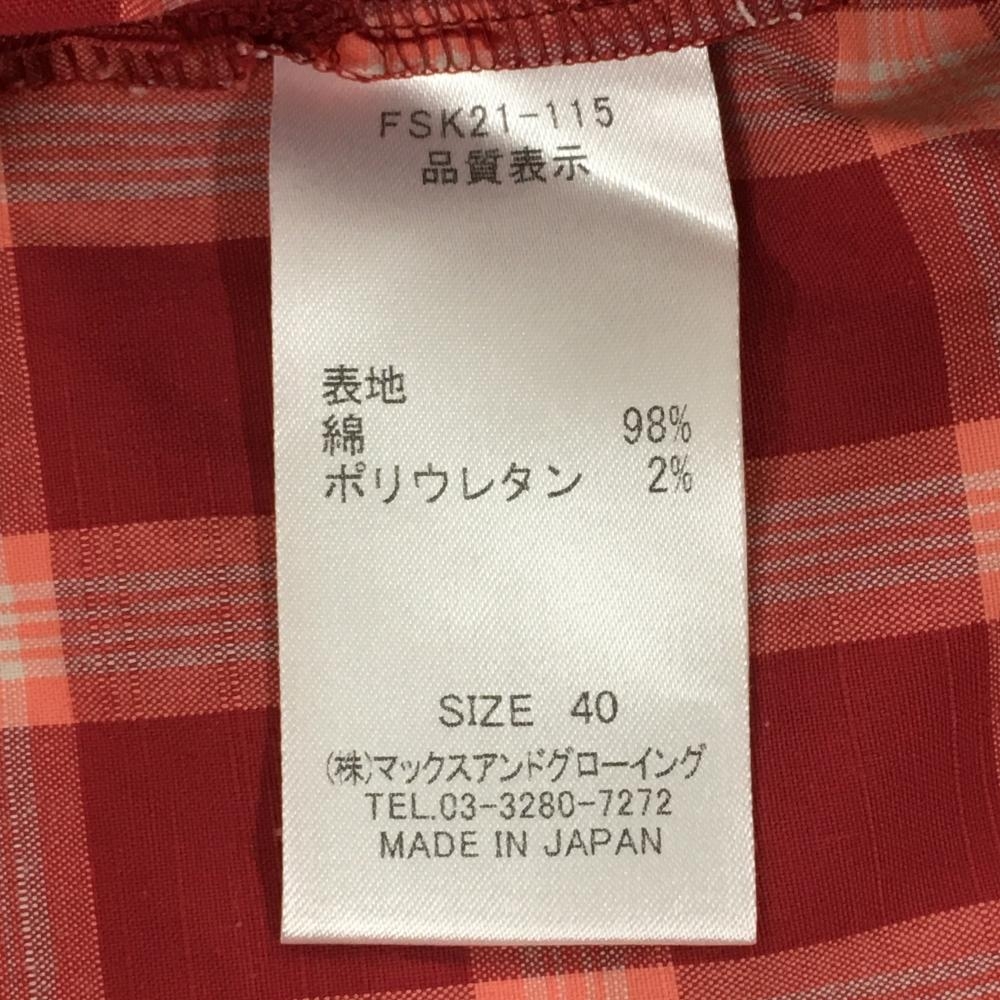 FSK21-115
品質表示
表地
綿 98%
ポリウレタン 2%
SIZE 40
(株)マックスアンドグローイング
TEL.03-3280-7272
MADE IN JAPAN